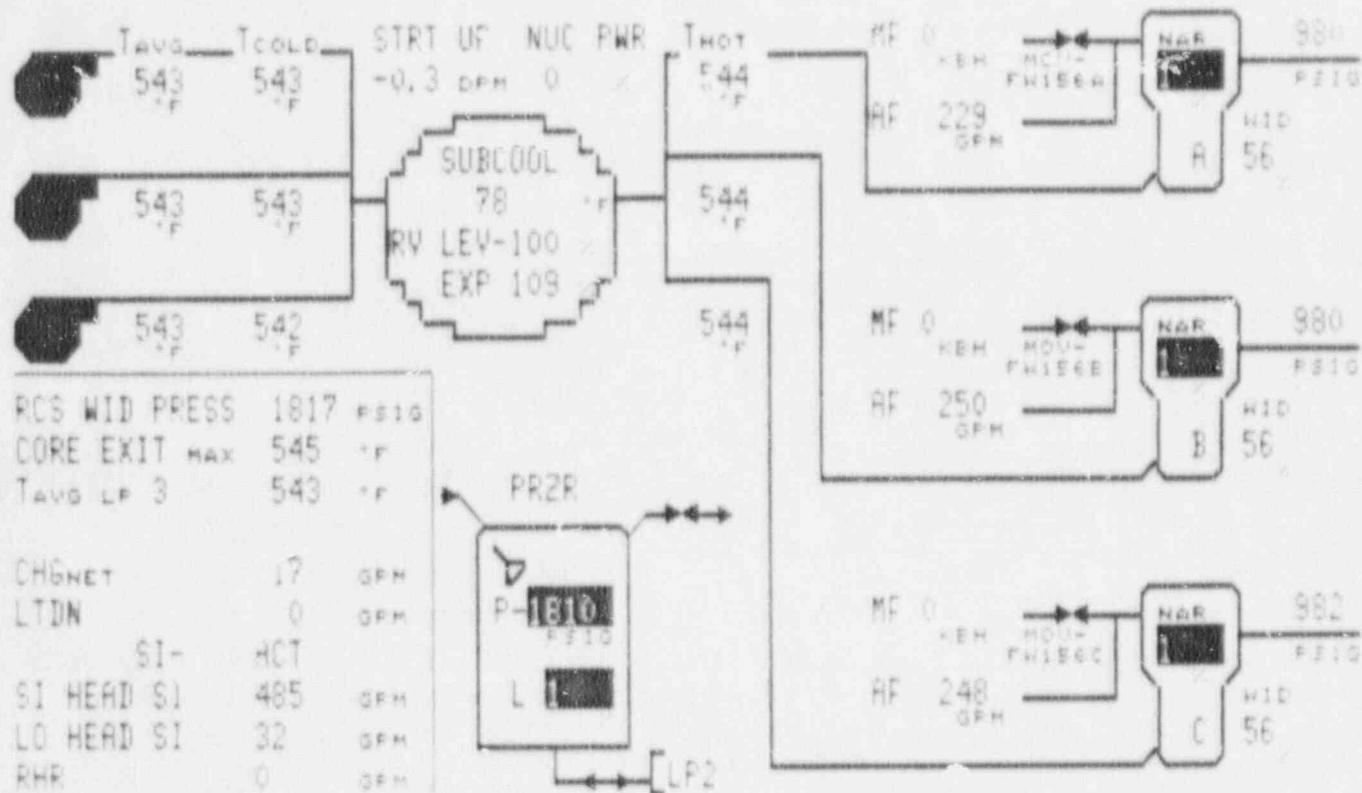 TAVG TCOLD STRT UF NUC PWR THOT
543 °F 543 °F -0.3 DPM 0 % 544 °F
SUBCOOL
78 °F
RV LEV-100 %
EXP 109
543 °F 543 °F 544 °F
543 °F 542 °F 544 °F
MF 0 KBH
FW156A
AF 229 GPM
NAR
1
A
980 PSIG
WID
56 %
MF 0 KBH
MOV-
FW156B
AF 250 GPM
NAR
1
B
980 PSIG
WID
56 %
MF 0 KBH
MOV-
FW156C
AF 248 GPM
NAR
1
C
982 PSIG
WID
56 %
RCS WID PRESS 1817 PSIG
CORE EXIT MAX 545 °F
TAVG LP 3 543 °F
CHGNET 17 GPM
LTDN 0 GPM
SI- ACT
SI HEAD SI 485 GPM
LO HEAD SI 32 GPM
RHR 0 GPM
PRZR
P-1810
PSIG
L 1
LP2